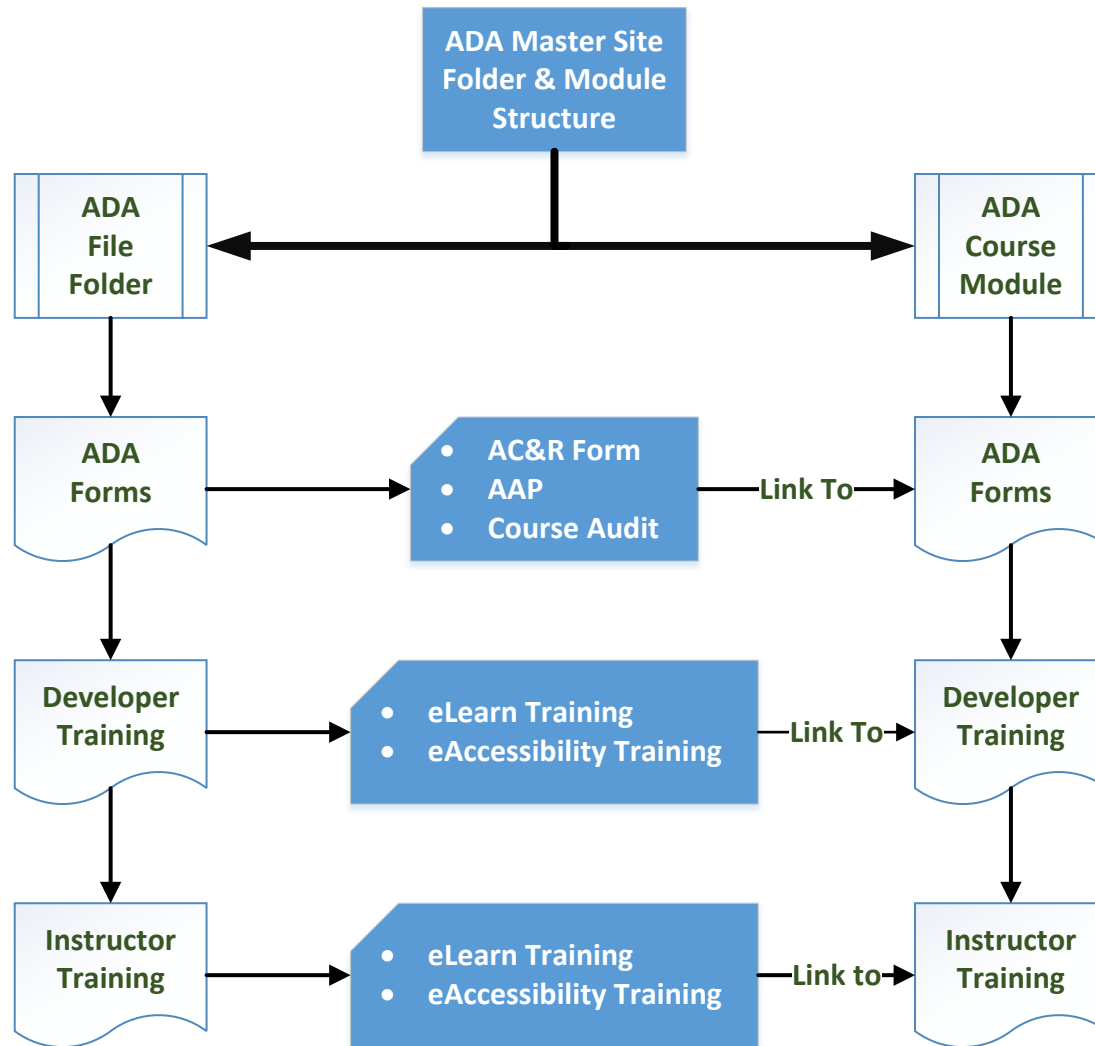 ADA Master Site
Folder & Module
Structure
ADA
File
Folder
ADA
Course
Module
ADA
Forms
• AC&R Form
• AAP
• Course Audit
Link To
ADA
Forms
Developer
Training
• eLearn Training
• eAccessibility Training
Link To
Developer
Training
Instructor
Training
• eLearn Training
• eAccessibility Training
Link to
Instructor
Training